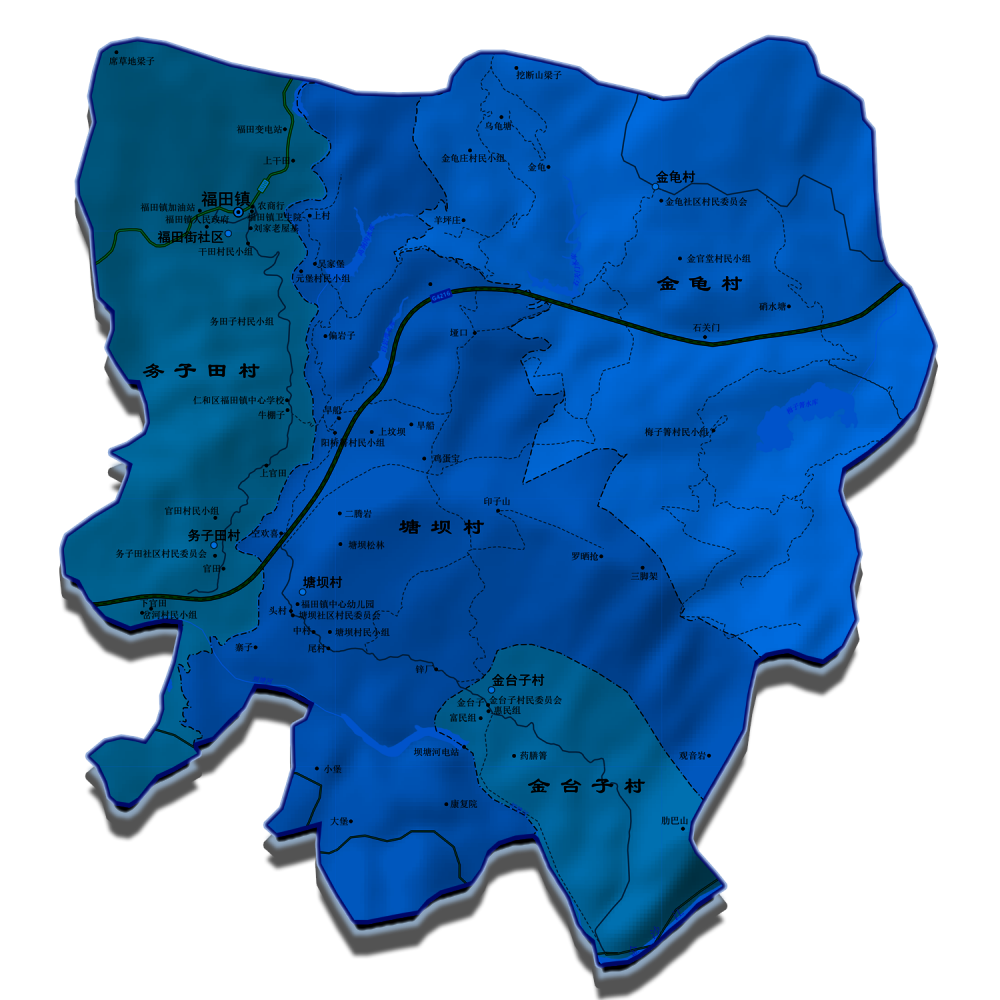 席草地梁子
挖断山梁子
福田变电站
乌龟塘
上干田
金龟庄村民小组
金龟
金龟村
福田镇
福田镇加油站
农商行
金龟社区村民委员会
福田镇人民政府
福田镇卫生院
上村
羊坪子
刘家老屋基
福田街社区
干田村民小组
吴家堡
金官堂村民小组
元堡村民小组
金龟村
G4216
硝水塘
务田子村民小组
石关门
偏岩子
垭口
务子田村
仁和区福田镇中心学校
牛棚子
旱船
旱船
上坟坝
梅子箐村民小组
阳桥村民小组
鸡蛋宝
上官田
印子山
官田村民小组
二腾岩
塘坝村
务子田村
空欢喜
塘坝松林
务子田社区村民委员会
罗晒抢
官田
三脚架
塘坝村
下官田
福田镇中心幼儿园
岔河村民小组
头村
塘坝社区村民委员会
中村
塘坝村民小组
寨子
尾村
梓厂
金台子村
金台子
金台子村民委员会
惠民组
富民组
坝塘河电站
药膳箐
观音岩
小堡
金台子村
康复院
大堡
肋巴山